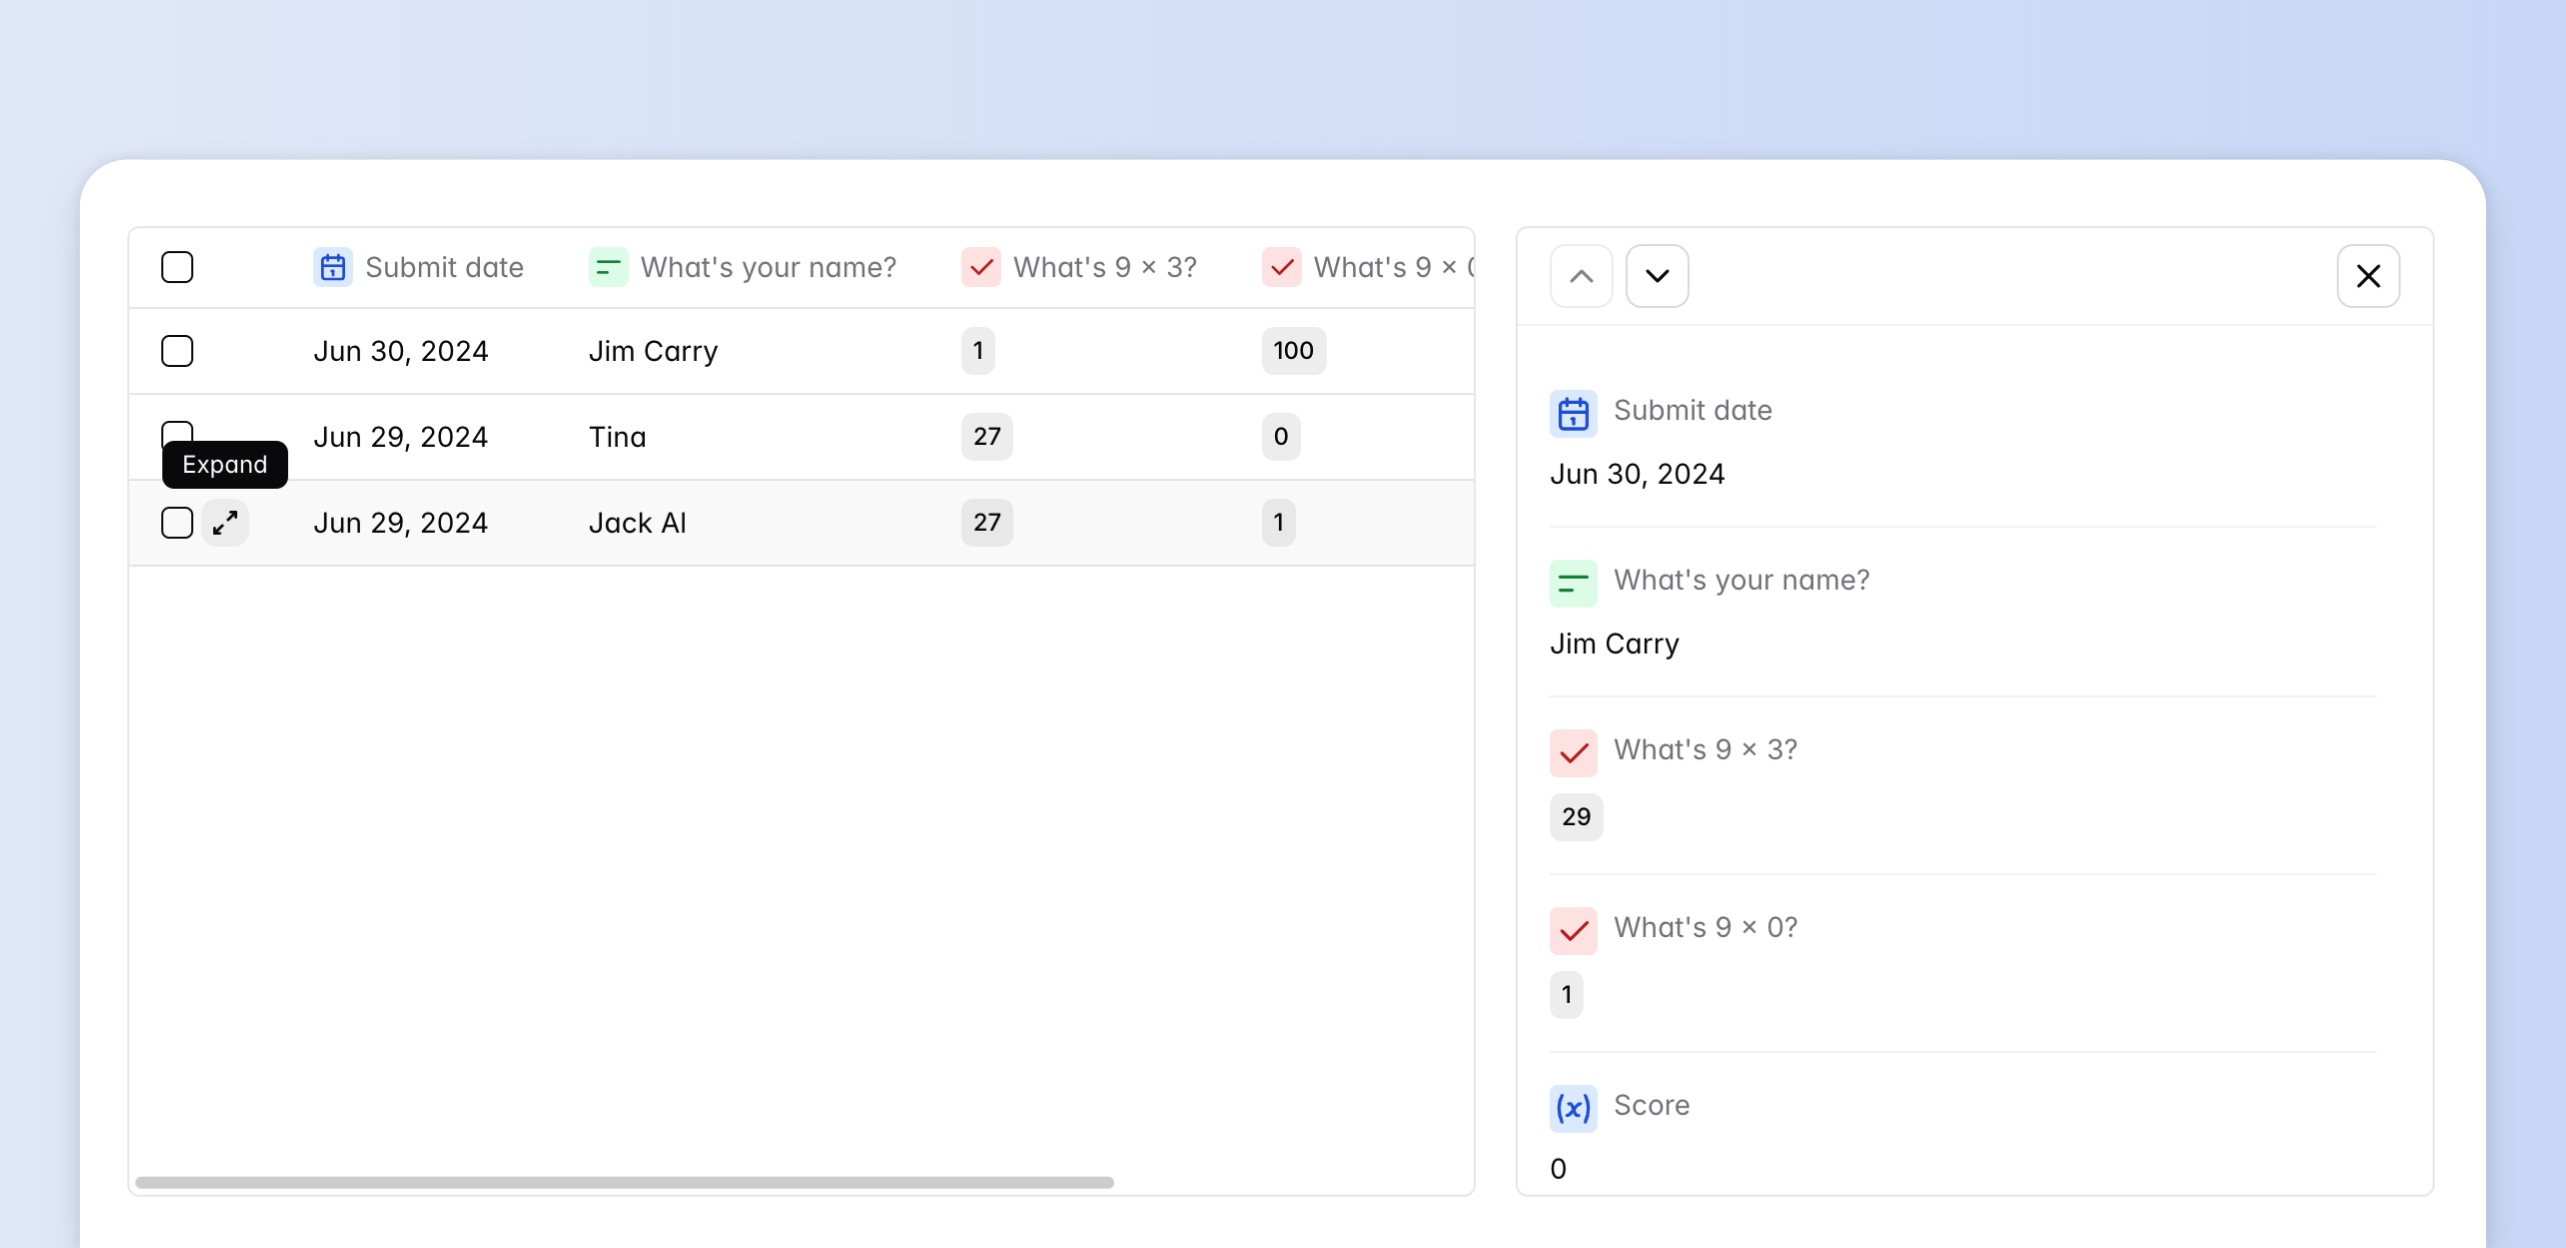 Submit date What's your name? What's 9 × 3? What's 9 ×
Jun 30, 2024 Jim Carry 1 100
Jun 29, 2024 Tina 27 0
Expand
Jun 29, 2024 Jack Al 27 1
Submit date
Jun 30, 2024
What's your name?
Jim Carry
What's 9 × 3?
29
What's 9 × 0?
1
(x) Score
0